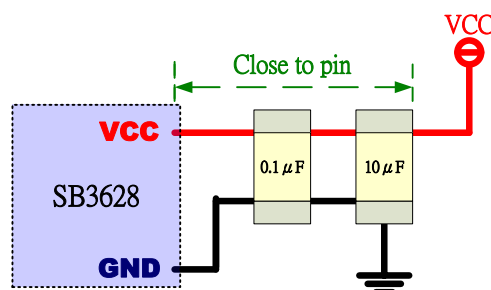 VCC
Close to pin
VCC
0.1μF
10μF
SB3628
GND